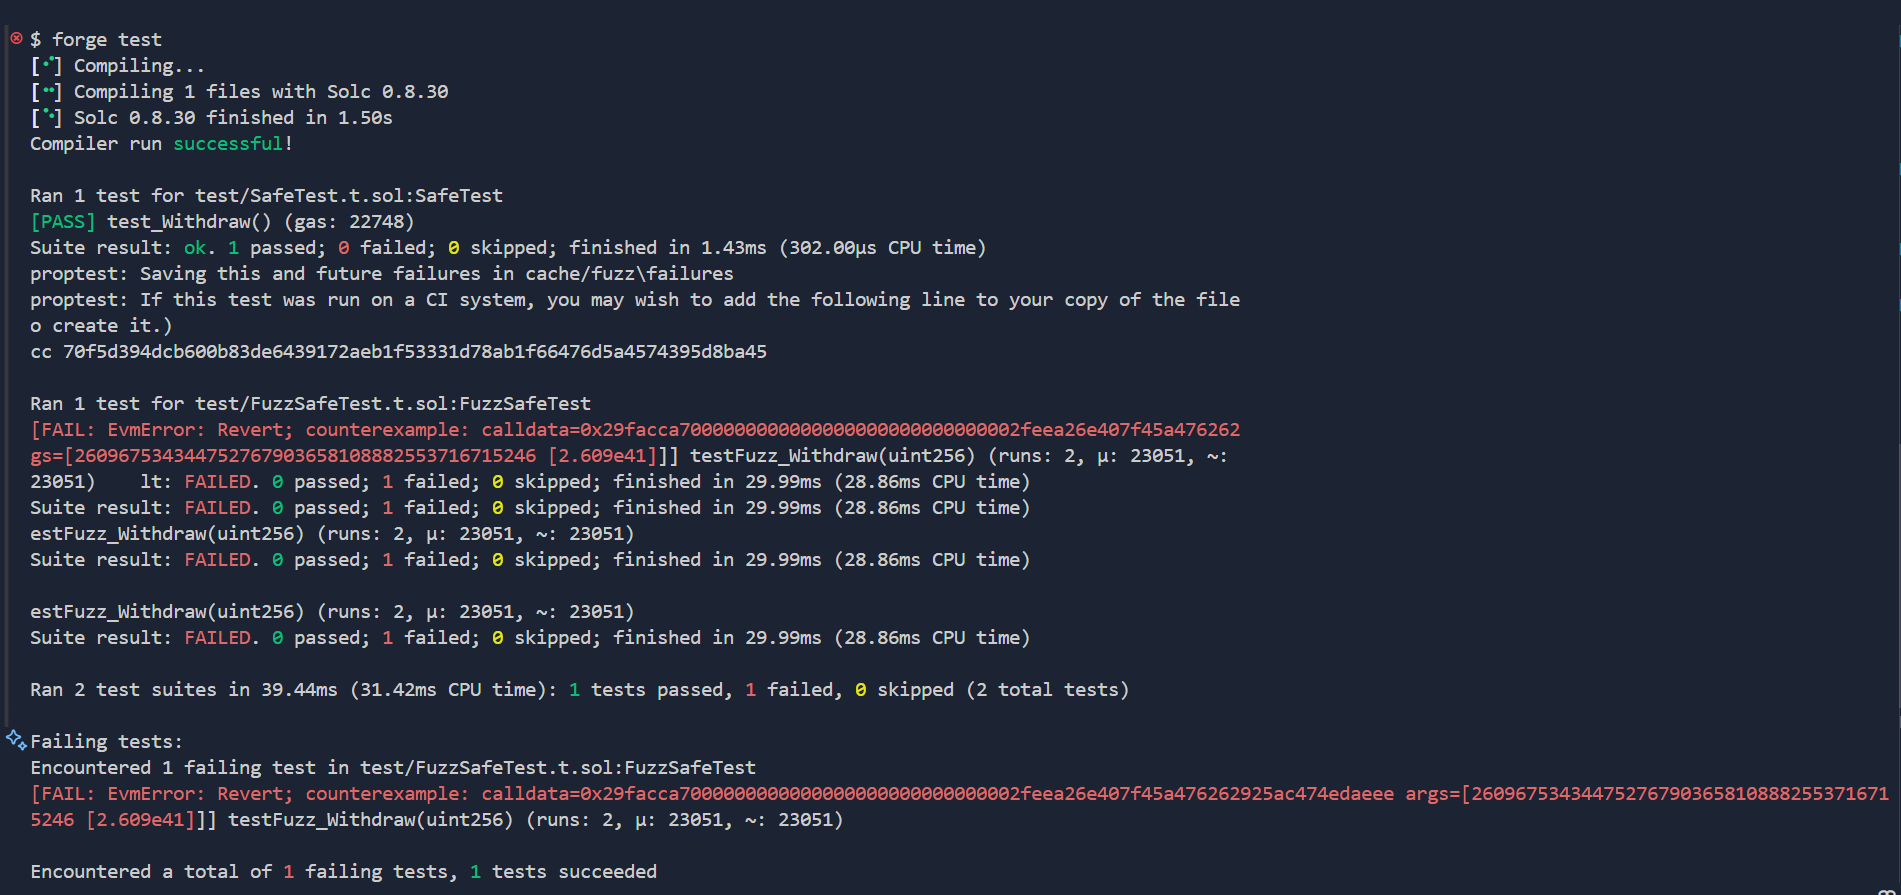 $ forge test
[⠊] Compiling...
[⠒] Compiling 1 files with Solc 0.8.30
[⠑] Solc 0.8.30 finished in 1.50s
Compiler run successful!
Ran 1 test for test/SafeTest.t.sol:SafeTest
[PASS] test_Withdraw() (gas: 22748)
Suite result: ok. 1 passed; 0 failed; 0 skipped; finished in 1.43ms (302.00µs CPU time)
proptest: Saving this and future failures in cache/fuzz\failures
proptest: If this test was run on a CI system, you may wish to add the following line to your copy of the file
o create it.)
cc 70f5d394dcb600b83de6439172aeb1f53331d78ab1f66476d5a4574395d8ba45
Ran 1 test for test/FuzzSafeTest.t.sol:FuzzSafeTest
[FAIL: EvmError: Revert; counterexample: calldata=0x29facca700000000000000000000000000000002feea26e407f45a476262
gs=[260967534344752767903658108882553716715246 [2.609e41]]] testFuzz_Withdraw(uint256) (runs: 2, μ: 23051, ~:
23051)    lt: FAILED. 0 passed; 1 failed; 0 skipped; finished in 29.99ms (28.86ms CPU time)
Suite result: FAILED. 0 passed; 1 failed; 0 skipped; finished in 29.99ms (28.86ms CPU time)
estFuzz_Withdraw(uint256) (runs: 2, μ: 23051, ~: 23051)
Suite result: FAILED. 0 passed; 1 failed; 0 skipped; finished in 29.99ms (28.86ms CPU time)
estFuzz_Withdraw(uint256) (runs: 2, μ: 23051, ~: 23051)
Suite result: FAILED. 0 passed; 1 failed; 0 skipped; finished in 29.99ms (28.86ms CPU time)
Ran 2 test suites in 39.44ms (31.42ms CPU time): 1 tests passed, 1 failed, 0 skipped (2 total tests)
Failing tests:
Encountered 1 failing test in test/FuzzSafeTest.t.sol:FuzzSafeTest
[FAIL: EvmError: Revert; counterexample: calldata=0x29facca700000000000000000000000000000002feea26e407f45a476262925ac474edaeee args=[26096753434475276790365810888255371671
5246 [2.609e41]]] testFuzz_Withdraw(uint256) (runs: 2, μ: 23051, ~: 23051)
Encountered a total of 1 failing tests, 1 tests succeeded